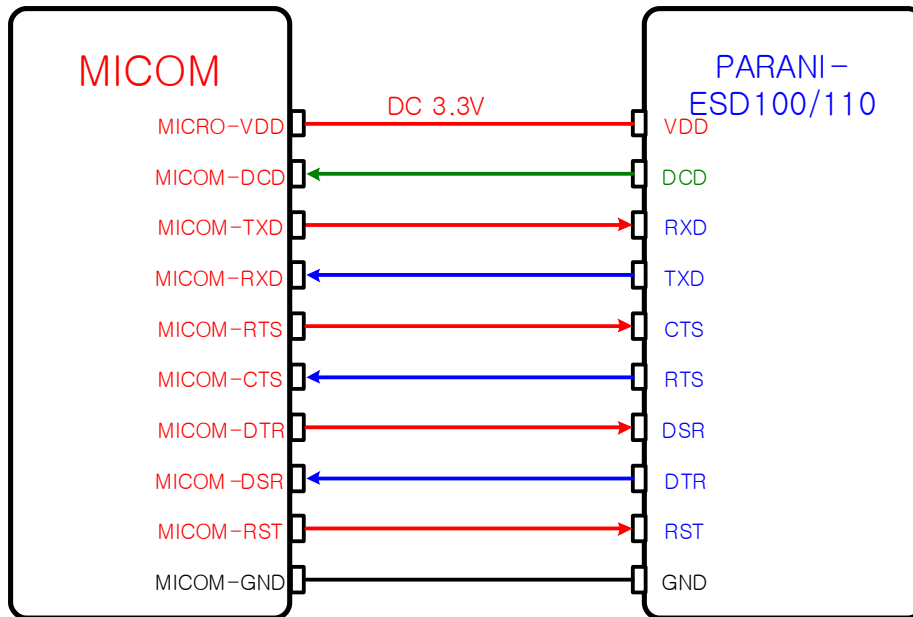 MICOM
PARANI-
ESD100/110
DC 3.3V
MICRO-VDD
VDD
MICOM-DCD
DCD
MICOM-TXD
RXD
MICOM-RXD
TXD
MICOM-RTS
CTS
MICOM-CTS
RTS
MICOM-DTR
DSR
MICOM-DSR
DTR
MICOM-RST
RST
MICOM-GND
GND